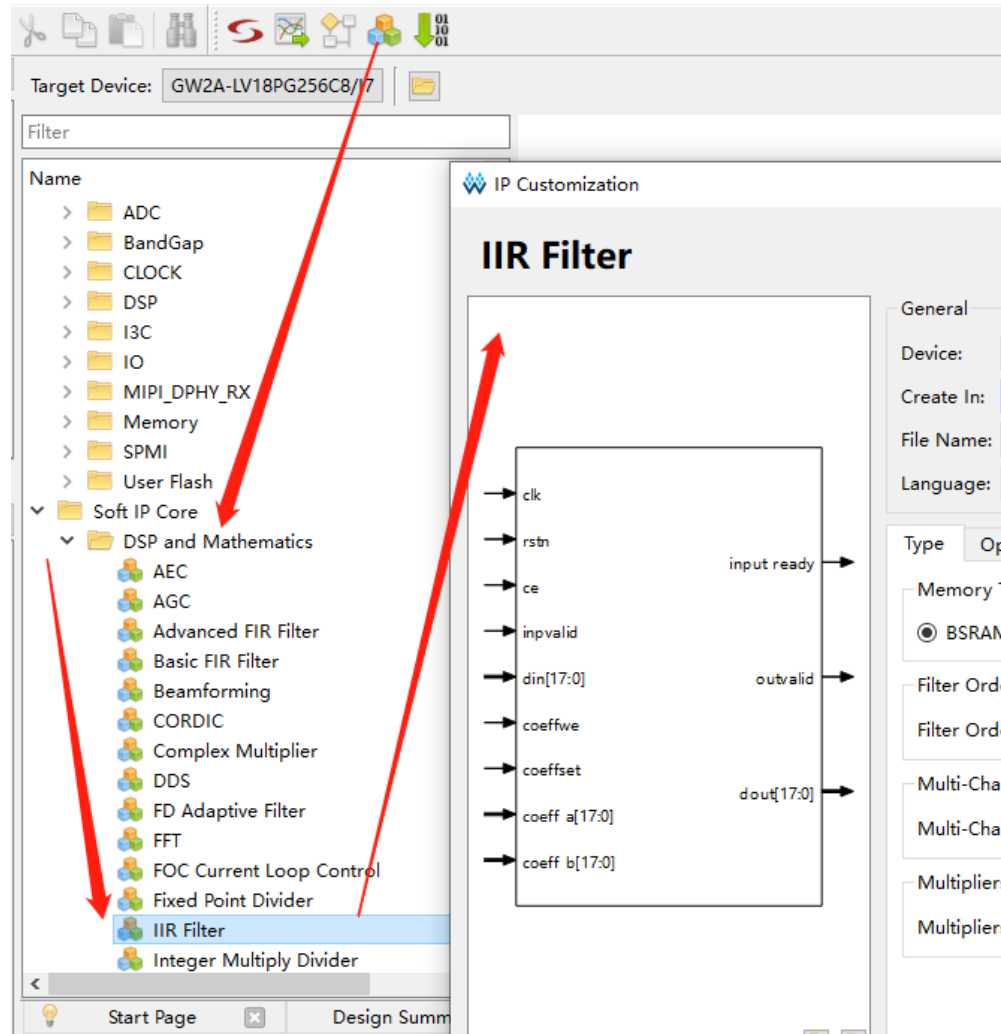 01
10
01
Target Device: GW2A-LV18PG256C8/I7
Filter
Name
ADC
BandGap
CLOCK
DSP
I3C
IO
MIPI_DPHY_RX
Memory
SPMI
User Flash
Soft IP Core
DSP and Mathematics
AEC
AGC
Advanced FIR Filter
Basic FIR Filter
Beamforming
CORDIC
Complex Multiplier
DDS
FD Adaptive Filter
FFT
FOC Current Loop Control
Fixed Point Divider
IIR Filter
Integer Multiply Divider
Start Page
Design Summ
IP Customization
IIR Filter
clk
rstn
ce
inpvalid
din[17:0]
coeffwe
coeffset
coeff a[17:0]
coeff b[17:0]
input ready
outvalid
dout[17:0]
General
Device:
Create In:
File Name:
Language:
Type
Op
Memory T
BSRAM
Filter Orde
Filter Orde
Multi-Cha
Multi-Cha
Multipliers
Multipliers